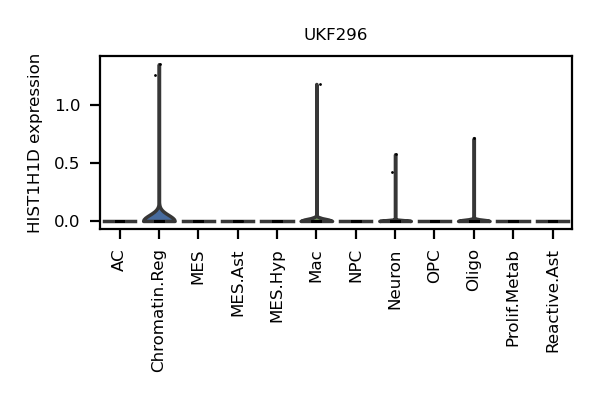 UKF296
HIST1H1D expression
1.0
0.5
0.0
AC
Chromatin.Reg
MES
MES.Ast
MES.Hyp
Mac
NPC
Neuron
OPC
Oligo
Prolif.Metab
Reactive.Ast